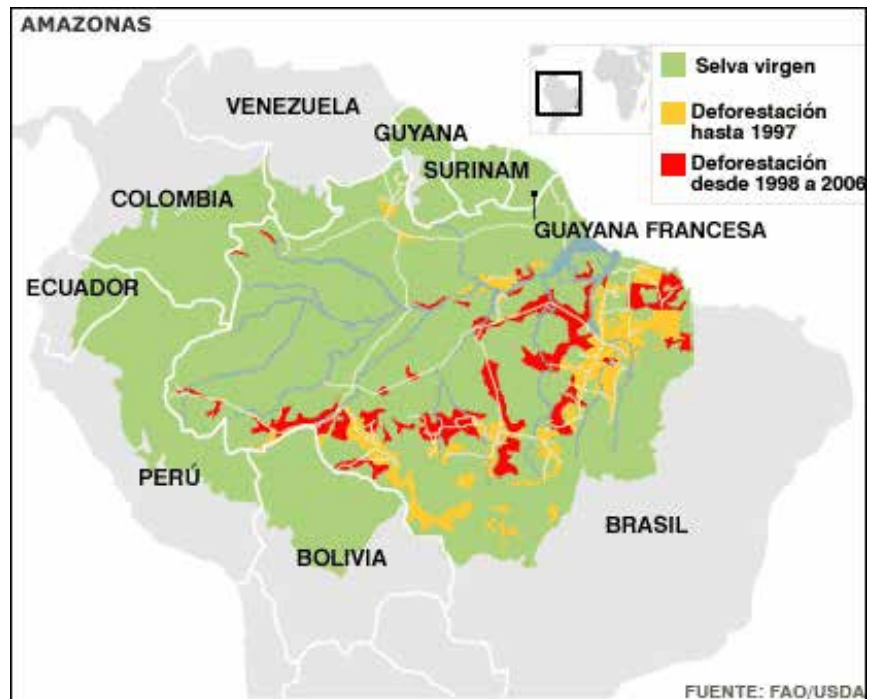 AMAZONAS
Selva virgen
VENEZUELA
Deforestación
hasta 1997
GUYANA
SURINAM
Deforestación
desde 1998 a 2006
COLOMBIA
GUAYANA FRANCESA
ECUADOR
PERÚ
BRASIL
BOLIVIA
FUENTE: FAO/USDA